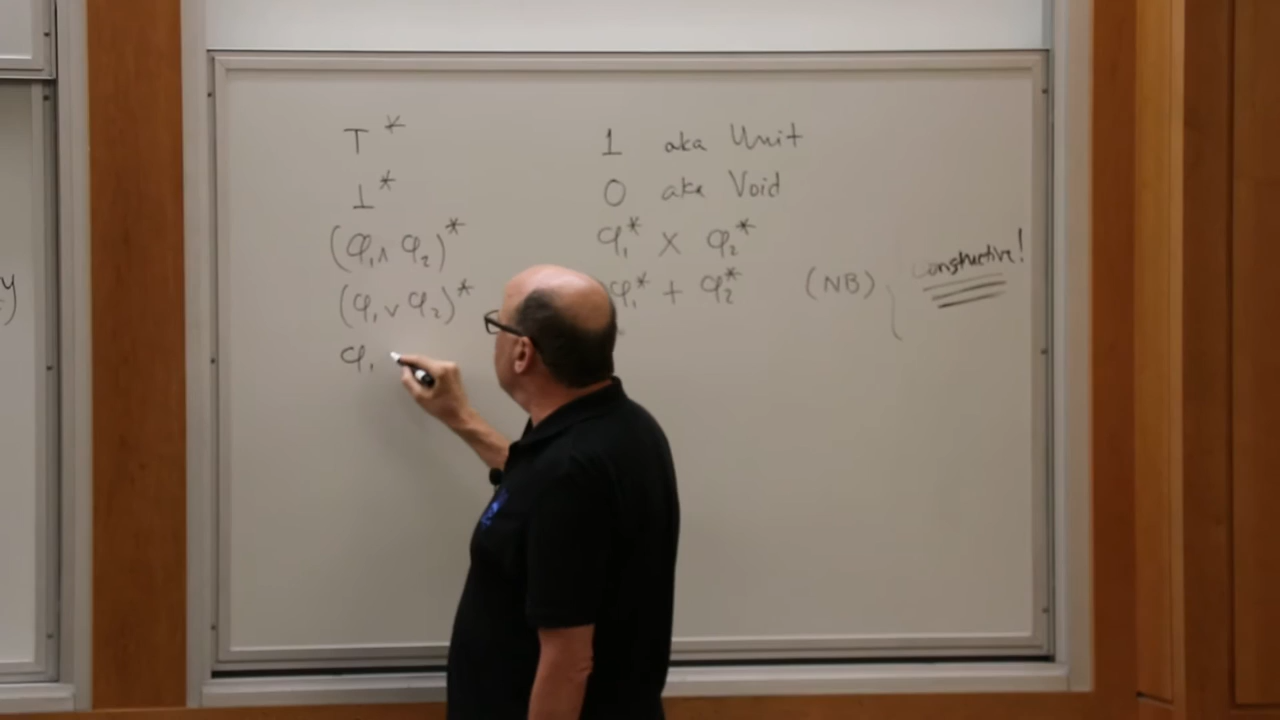 ⊤* 1 aka Unit
⊥* 0 aka Void
(φ₁ ∧ φ₂)* φ₁* × φ₂*
(φ₁ ∨ φ₂)* φ₁* + φ₂* (NB) { constructive!
φ₁